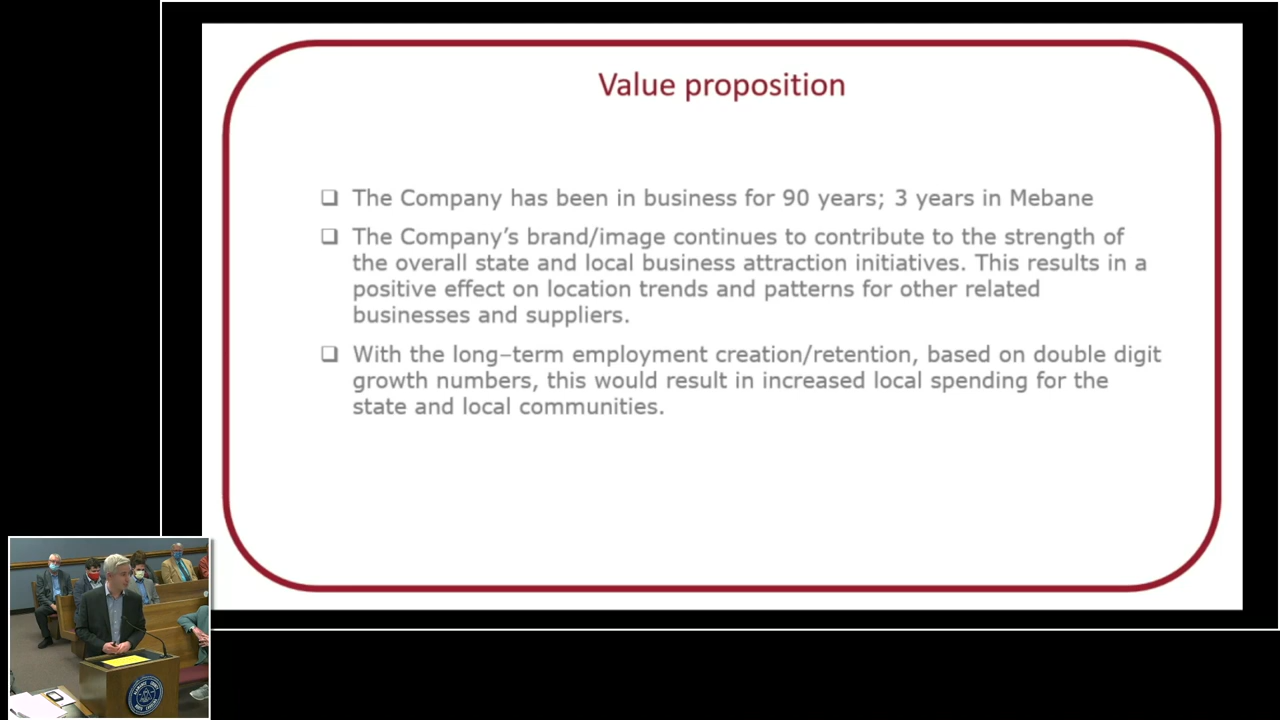 Value proposition
❑ The Company has been in business for 90 years; 3 years in Mebane
❑ The Company’s brand/image continues to contribute to the strength of
the overall state and local business attraction initiatives. This results in a
positive effect on location trends and patterns for other related
businesses and suppliers.
❑ With the long–term employment creation/retention, based on double digit
growth numbers, this would result in increased local spending for the
state and local communities.